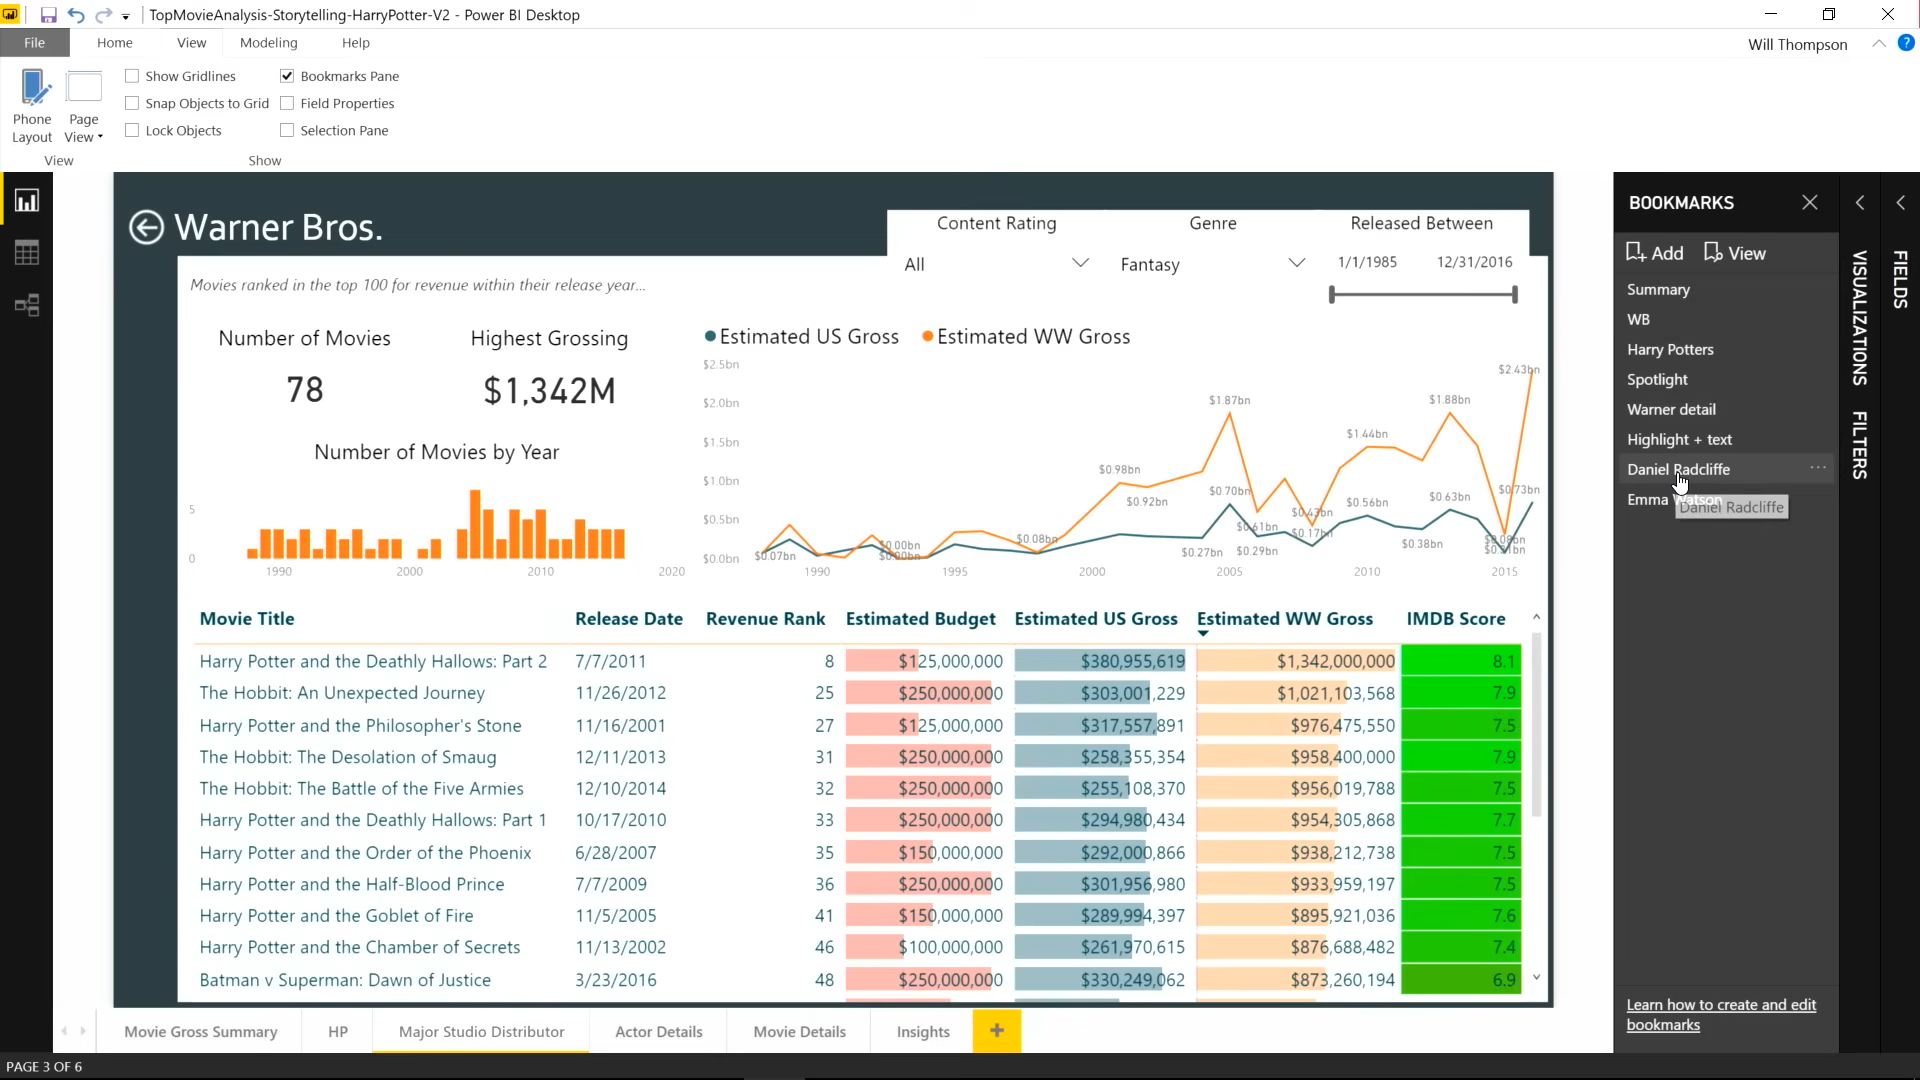 TopMovieAnalysis-Storytelling-HarryPotter-V2 - Power BI Desktop
File Home View Modeling Help
Will Thompson
?
Phone Layout
Page View
Show Gridlines
Snap Objects to Grid
Lock Objects
Bookmarks Pane
Field Properties
Selection Pane
View Show
Warner Bros.
Content Rating Genre Released Between
All Fantasy 1/1/1985 12/31/2016
Movies ranked in the top 100 for revenue within their release year...
Number of Movies
78
Highest Grossing
$1,342M
Number of Movies by Year
5
0
1990 2000 2010 2020
Estimated US Gross Estimated WW Gross
$2.5bn
$2.0bn
$1.5bn
$1.0bn
$0.5bn
$0.0bn
$2.43bn
$1.87bn
$1.88bn
$1.44bn
$0.98bn
$0.92bn
$0.70bn
$0.56bn
$0.63bn
$0.73bn
$0.43bn
$0.61bn
$0.17bn
$0.08bn
$0.00bn
$0.07bn
$0.27bn
$0.29bn
$0.38bn
1990 1995 2000 2005 2010 2015
Movie Title Release Date Revenue Rank Estimated Budget Estimated US Gross Estimated WW Gross IMDB Score
Harry Potter and the Deathly Hallows: Part 2 7/7/2011 8 $125,000,000 $380,955,619 $1,342,000,000 8.1
The Hobbit: An Unexpected Journey 11/26/2012 25 $250,000,000 $303,001,229 $1,021,103,568 7.9
Harry Potter and the Philosopher's Stone 11/16/2001 27 $125,000,000 $317,557,891 $976,475,550 7.5
The Hobbit: The Desolation of Smaug 12/11/2013 31 $250,000,000 $258,355,354 $958,400,000 7.9
The Hobbit: The Battle of the Five Armies 12/10/2014 32 $250,000,000 $255,108,370 $956,019,788 7.5
Harry Potter and the Deathly Hallows: Part 1 10/17/2010 33 $250,000,000 $294,980,434 $954,305,868 7.7
Harry Potter and the Order of the Phoenix 6/28/2007 35 $150,000,000 $292,000,866 $938,212,738 7.5
Harry Potter and the Half-Blood Prince 7/7/2009 36 $250,000,000 $301,956,980 $933,959,197 7.5
Harry Potter and the Goblet of Fire 11/5/2005 41 $150,000,000 $289,994,397 $895,921,036 7.6
Harry Potter and the Chamber of Secrets 11/13/2002 46 $100,000,000 $261,970,615 $876,688,482 7.4
Batman v Superman: Dawn of Justice 3/23/2016 48 $250,000,000 $330,249,062 $873,260,194 6.9
BOOKMARKS
Add View
Summary
WB
Harry Potters
Spotlight
Warner detail
Highlight + text
Daniel Radcliffe
Emma Watson
Daniel Radcliffe
Learn how to create and edit
bookmarks
VISUALIZATIONS
FILTERS
FIELDS
Movie Gross Summary HP Major Studio Distributor Actor Details Movie Details Insights +
PAGE 3 OF 6